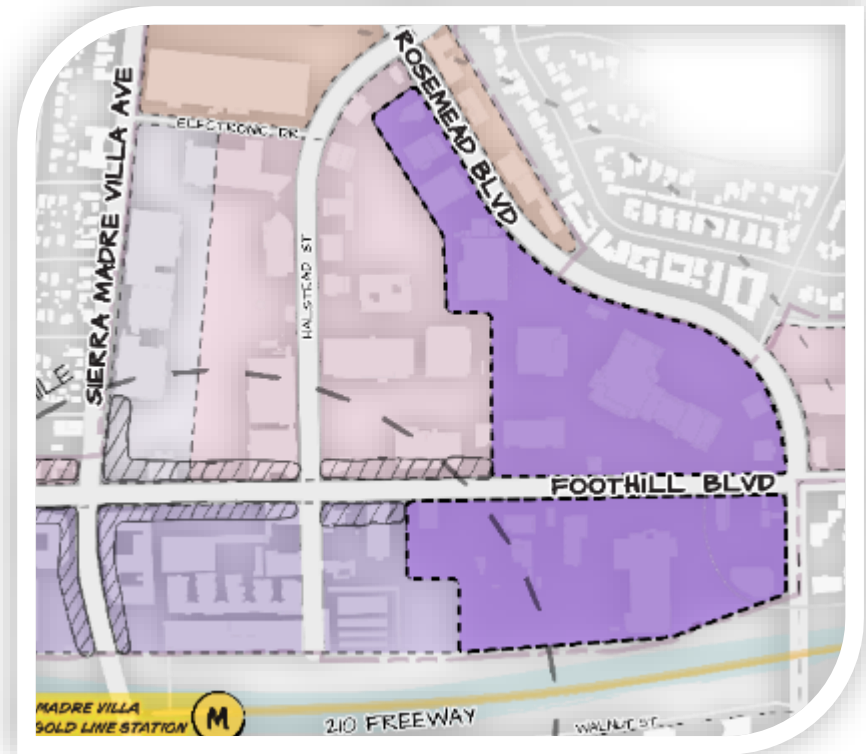 ROSEMEAD BLVD
SIERRA MADRE VILLA AVE
ELECTRONIC DR
HALSTEAD ST
MILE
FOOTHILL BLVD
MADRE VILLA
GOLD LINE STATION
M
210 FREEWAY
WALNUT ST